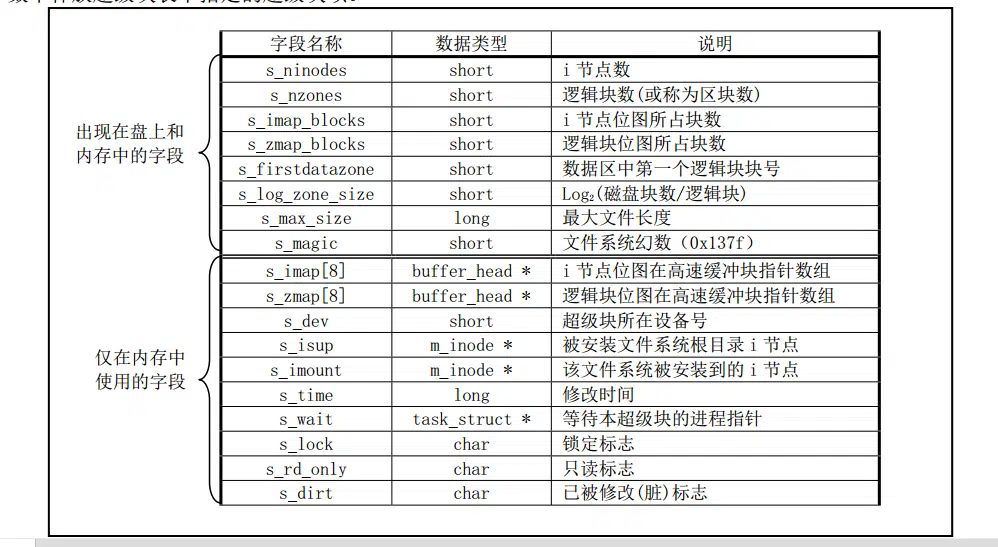 字段名称 数据类型 说明
出现在盘上和
内存中的字段
s_ninodes short i 节点数
s_nzones short 逻辑块数(或称为区块数)
s_imap_blocks short i 节点位图所占块数
s_zmap_blocks short 逻辑块位图所占块数
s_firstdatazone short 数据区中第一个逻辑块块号
s_log_zone_size short Log₂(磁盘块数/逻辑块)
s_max_size long 最大文件长度
s_magic short 文件系统幻数（0x137f）
仅在内存中
使用的字段
s_imap[8] buffer_head * i 节点位图在高速缓冲块指针数组
s_zmap[8] buffer_head * 逻辑块位图在高速缓冲块指针数组
s_dev short 超级块所在设备号
s_isup m_inode * 被安装文件系统根目录 i 节点
s_imount m_inode * 该文件系统被安装到的 i 节点
s_time long 修改时间
s_wait task_struct * 等待本超级块的进程指针
s_lock char 锁定标志
s_rd_only char 只读标志
s_dirt char 已被修改(脏)标志